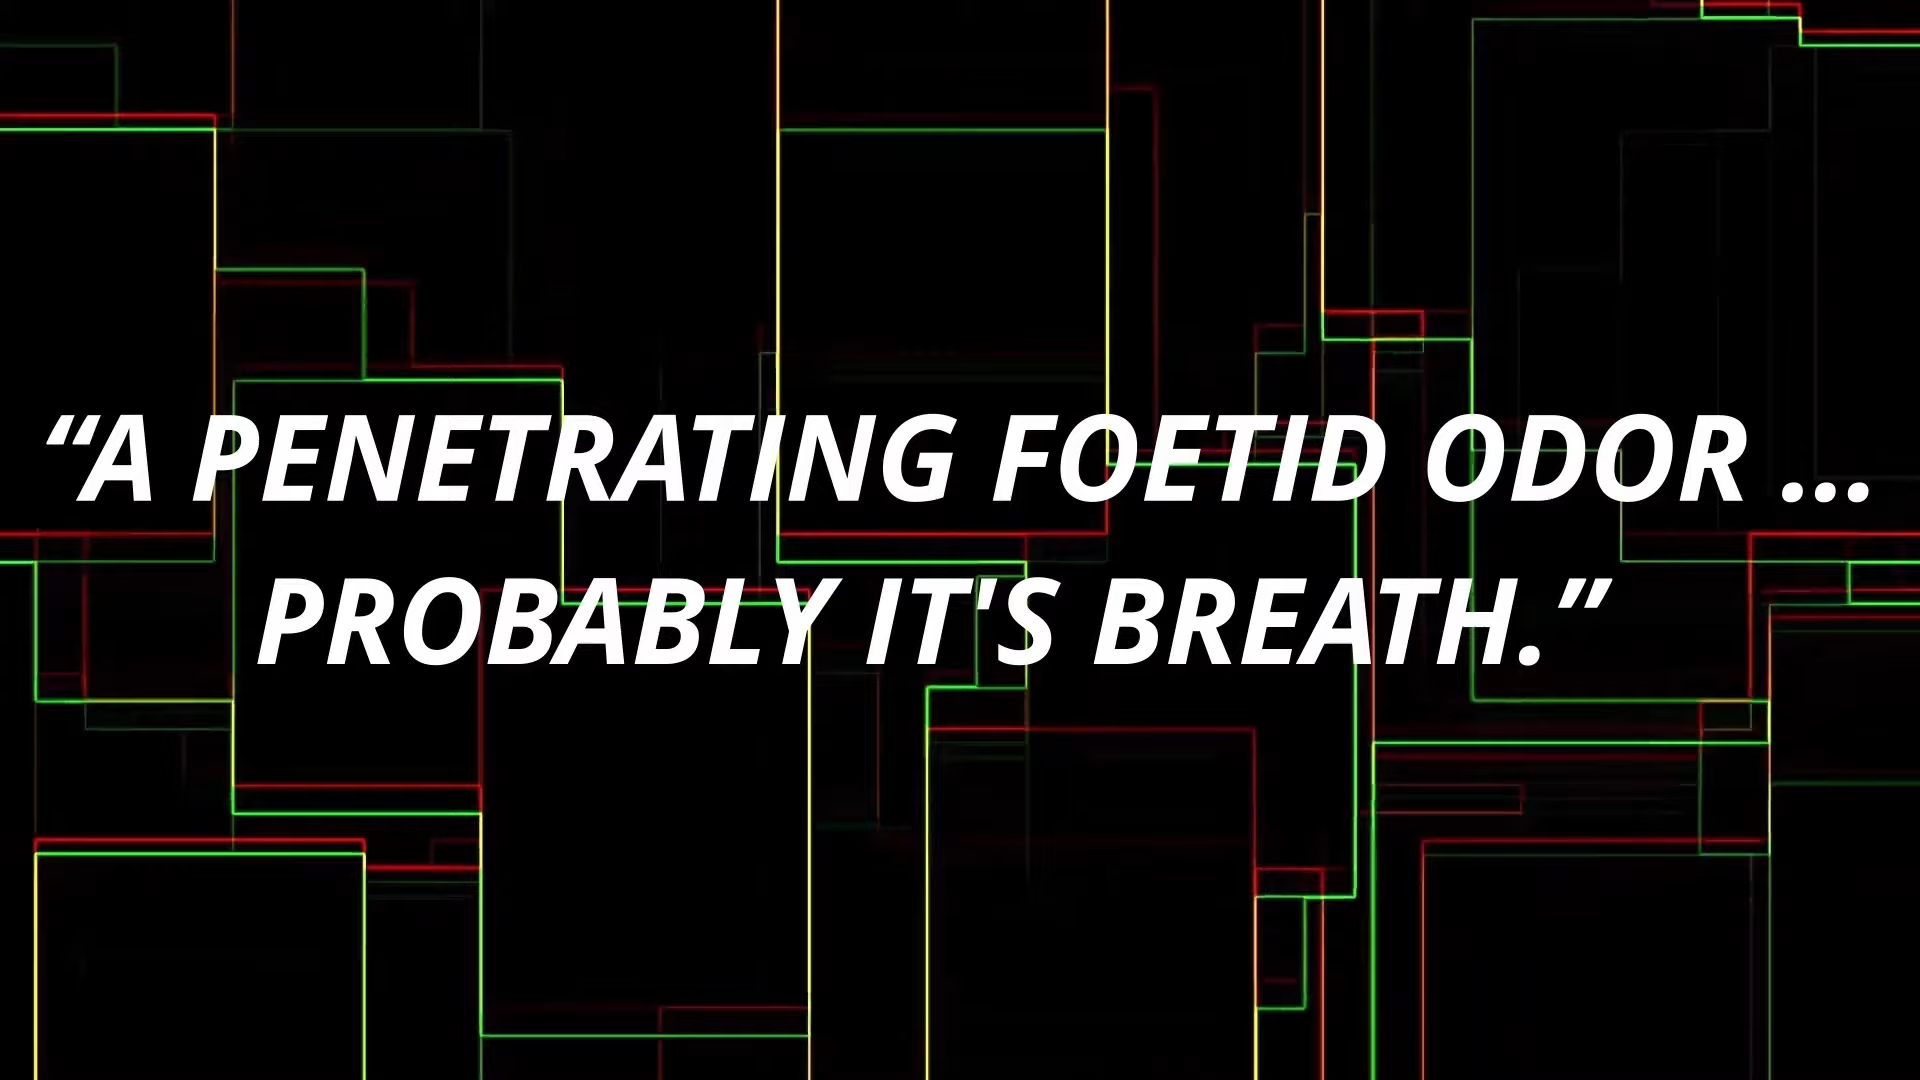 “A PENETRATING FOETID ODOR ...
PROBABLY IT'S BREATH.”